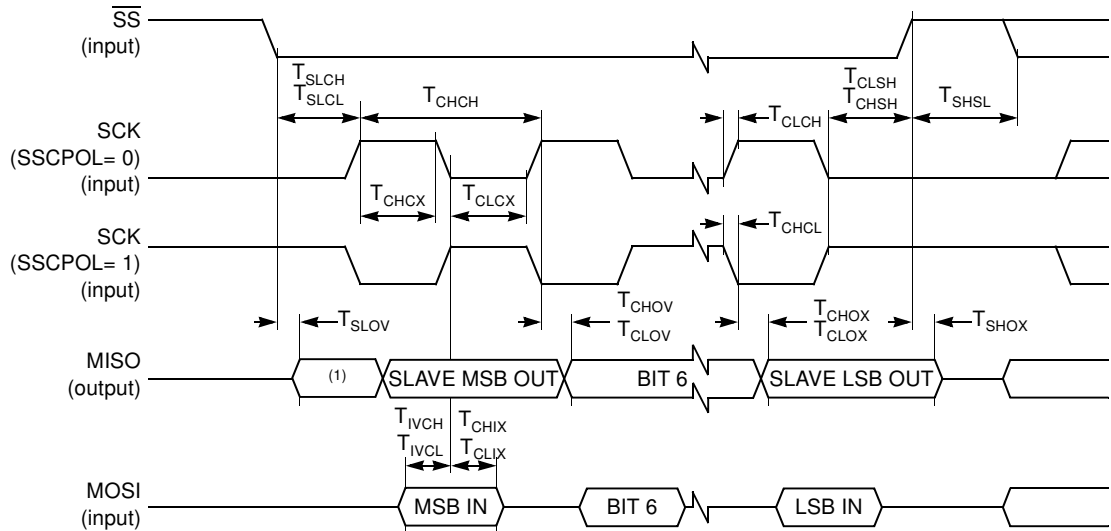 SS
(input)
TSLCH
TSLCL
TCHCH
TCLCH
TCLSH
TCHSH
TSHSL
SCK
(SSCPOL= 0)
(input)
TCHCX
TCLCX
TCHCL
SCK
(SSCPOL= 1)
(input)
TSLOV
TCHOV
TCLOV
TCHOX
TCLOX
TSHOX
MISO
(output)
(1)
SLAVE MSB OUT
BIT 6
SLAVE LSB OUT
TIVCH
TIVCL
TCHIX
TCLIX
MOSI
(input)
MSB IN
BIT 6
LSB IN